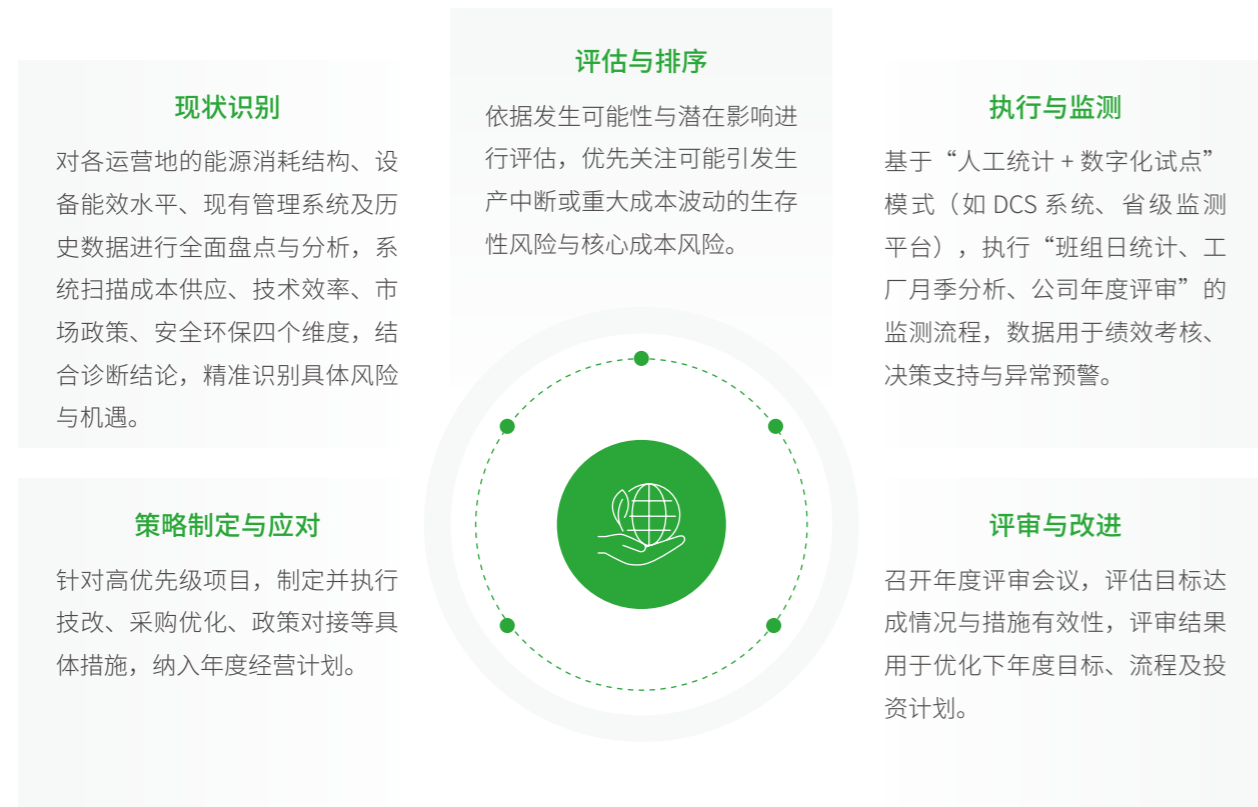 现状识别
对各运营地的能源消耗结构、设
备能效水平、现有管理系统及历
史数据进行全面盘点与分析，系
统扫描成本供应、技术效率、市
场政策、安全环保四个维度，结
合诊断结论，精准识别具体风险
与机遇。
评估与排序
依据发生可能性与潜在影响进
行评估，优先关注可能引发生
产中断或重大成本波动的生存
性风险与核心成本风险。
执行与监测
基于“人工统计 + 数字化试点”
模式（如 DCS 系统、省级监测
平台），执行“班组日统计、工
厂月季分析、公司年度评审”的
监测流程，数据用于绩效考核、
决策支持与异常预警。
策略制定与应对
针对高优先级项目，制定并执行
技改、采购优化、政策对接等具
体措施，纳入年度经营计划。
评审与改进
召开年度评审会议，评估目标达
成情况与措施有效性，评审结果
用于优化下年度目标、流程及投
资计划。